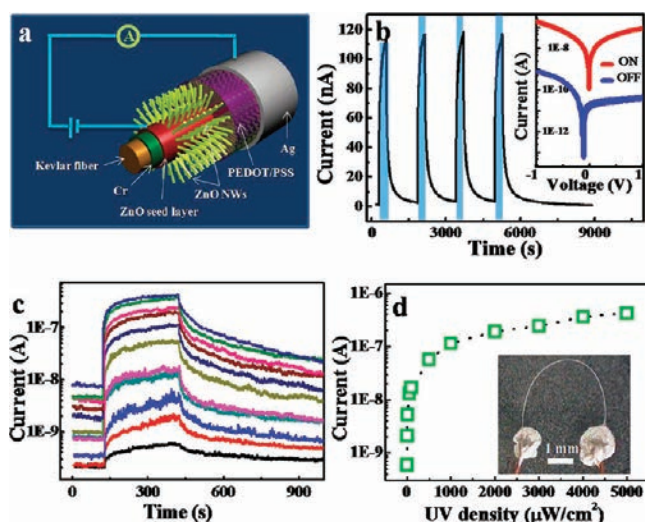 a
A
Kevlar fiber
Cr
ZnO seed layer
ZnO NWs
PEDOT/PSS
Ag
b
Current (nA)
120
100
80
60
40
20
0
0 3000 6000 9000
Time (s)
Current (A)
1E-8
1E-10
1E-12
ON
OFF
-1 0 1
Voltage (V)
c
Current (A)
1E-7
1E-8
1E-9
0 300 600 900
Time (s)
d
Current (A)
1E-6
1E-7
1E-8
1E-9
1 mm
0 1000 2000 3000 4000 5000
UV density (μW/cm²)